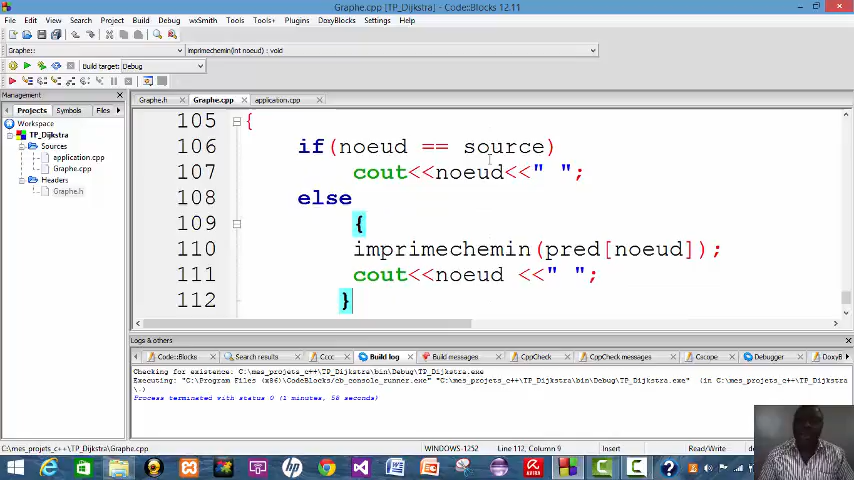 Graphe.cpp [TP_Dijkstra] - Code::Blocks 12.11
File Edit View Search Project Build Debug wxSmith Tools Tools+ Plugins DoxyBlocks Settings Help
Build target: Debug
Graphe:: imprimechemin(int noeud) : void
Management
Projects Symbols Files
Workspace
TP_Dijkstra
Sources
application.cpp
Graphe.cpp
Headers
Graphe.h
Graphe.h Graphe.cpp application.cpp
105 {
106 if(noeud == source)
107 cout<<noeud<<" ";
108 else
109 {
110 imprimechemin(pred[noeud]);
111 cout<<noeud <<" ";
112 }
Logs & others
Code::Blocks Search results Cccc Build log Build messages CppCheck CppCheck messages Cscope Debugger DoxyB
Checking for existence: C:\mes_projets_c++\TP_Dijkstra\bin\Debug\TP_Dijkstra.exe
Executing: "C:\Program Files (x86)\CodeBlocks/cb_console_runner.exe" "C:\mes_projets_c++\TP_Dijkstra\bin\Debug\TP_Dijkstra.exe" (in C:\mes_projets_c++\TP_Dijkstra
\.)
Process terminated with status 0 (1 minutes, 58 seconds)
C:\mes_projets_c++\TP_Dijkstra\Graphe.cpp WINDOWS-1252 Line 112, Column 9 Insert Read/Write de